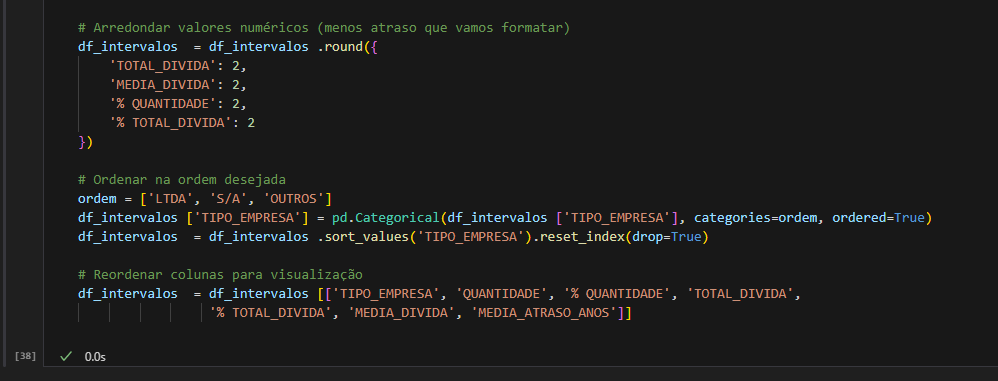 # Arredondar valores numéricos (menos atraso que vamos formatar)
df_intervalos  = df_intervalos .round({
    'TOTAL_DIVIDA': 2,
    'MEDIA_DIVIDA': 2,
    '% QUANTIDADE': 2,
    '% TOTAL_DIVIDA': 2
})
# Ordenar na ordem desejada
ordem = ['LTDA', 'S/A', 'OUTROS']
df_intervalos ['TIPO_EMPRESA'] = pd.Categorical(df_intervalos ['TIPO_EMPRESA'], categories=ordem, ordered=True)
df_intervalos  = df_intervalos .sort_values('TIPO_EMPRESA').reset_index(drop=True)
# Reordenar colunas para visualização
df_intervalos  = df_intervalos [['TIPO_EMPRESA', 'QUANTIDADE', '% QUANTIDADE', 'TOTAL_DIVIDA',
                 '% TOTAL_DIVIDA', 'MEDIA_DIVIDA', 'MEDIA_ATRASO_ANOS']]
[38] ✓ 0.0s